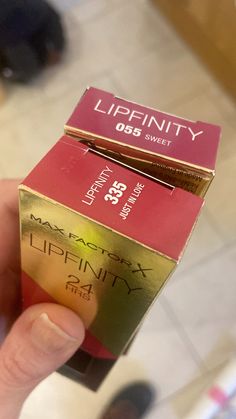 LIPFINITY
055 SWEET
LIPFINITY
335
JUST IN LOVE
MAX FACTOR X
LIPFINITY
24
HRS